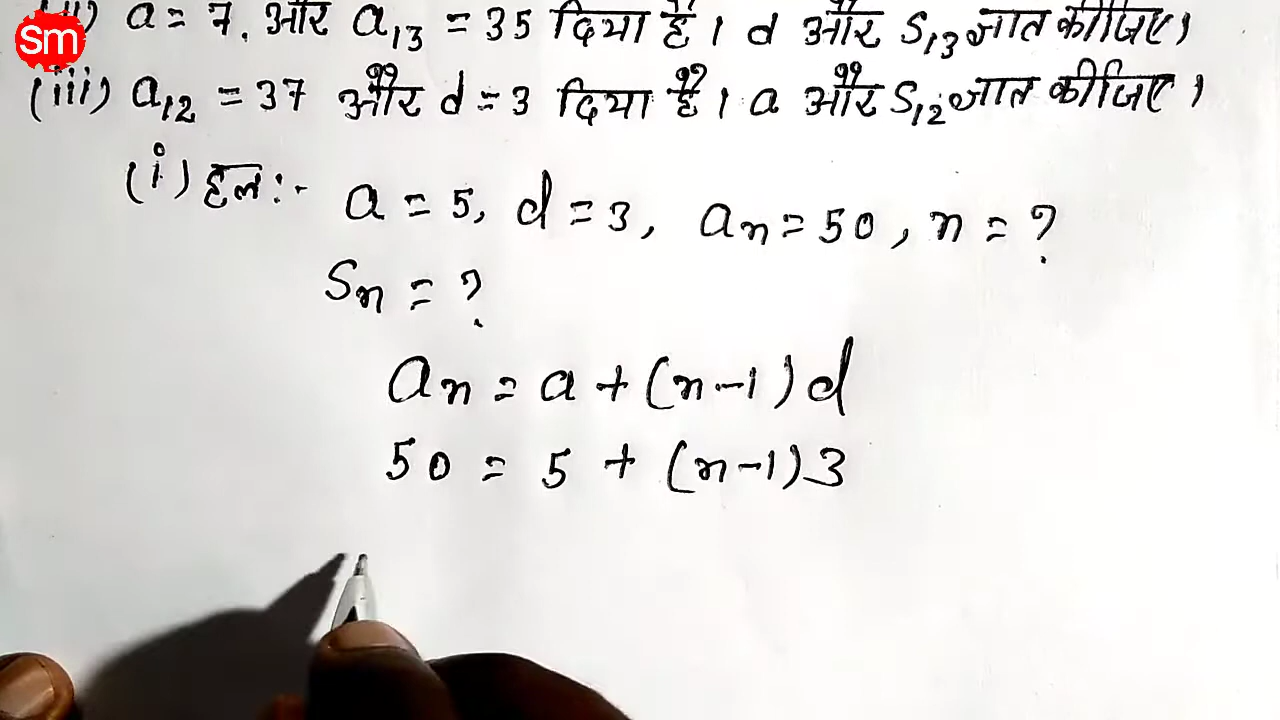 Sm
(ii) a = 7. और a₁₃ = 35 दिया है। d और S₁₃ ज्ञात कीजिए।
(iii) a₁₂ = 37 और d = 3 दिया है। a और S₁₂ ज्ञात कीजिए।
(i) हल:- a = 5, d = 3, aₙ = 50, n = ?
Sₙ = ?
aₙ = a + (n-1)d
50 = 5 + (n-1)3